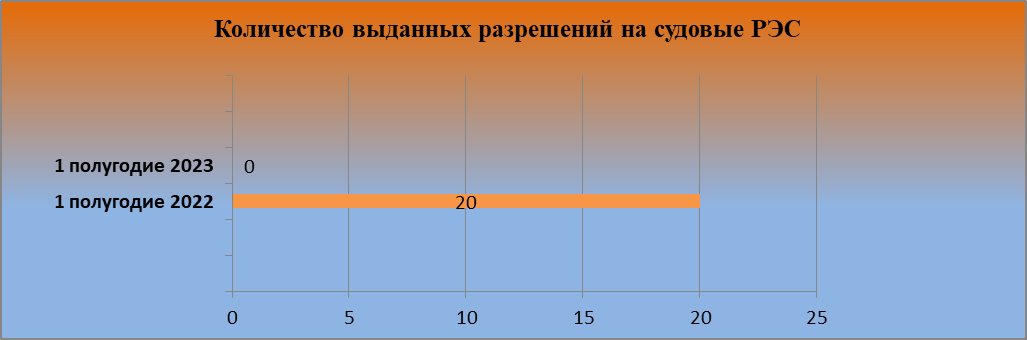 Количество выданных разрешений на судовые РЭС
1 полугодие 2023 0
1 полугодие 2022 20
0 5 10 15 20 25